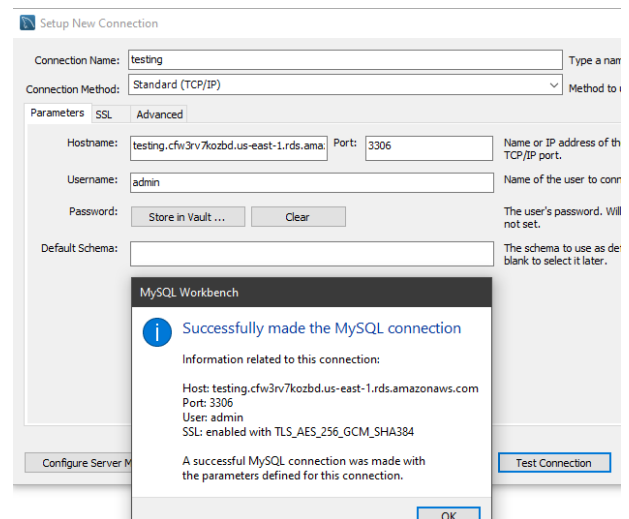 Setup New Connection
Connection Name: testing Type a nam
Connection Method: Standard (TCP/IP) Method to
Parameters SSL Advanced
Hostname: testing.cfw3rv7kozbd.us-east-1.rds.ama: Port: 3306 Name or IP address of th
TCP/IP port.
Username: admin Name of the user to conn
Password: Store in Vault ... Clear The user's password. Will
not set.
Default Schema: The schema to use as de
blank to select it later.
MySQL Workbench
Successfully made the MySQL connection
Information related to this connection:
Host: testing.cfw3rv7kozbd.us-east-1.rds.amazonaws.com
Port: 3306
User: admin
SSL: enabled with TLS_AES_256_GCM_SHA384
A successful MySQL connection was made with
the parameters defined for this connection.
Configure Server M Test Connection
OK